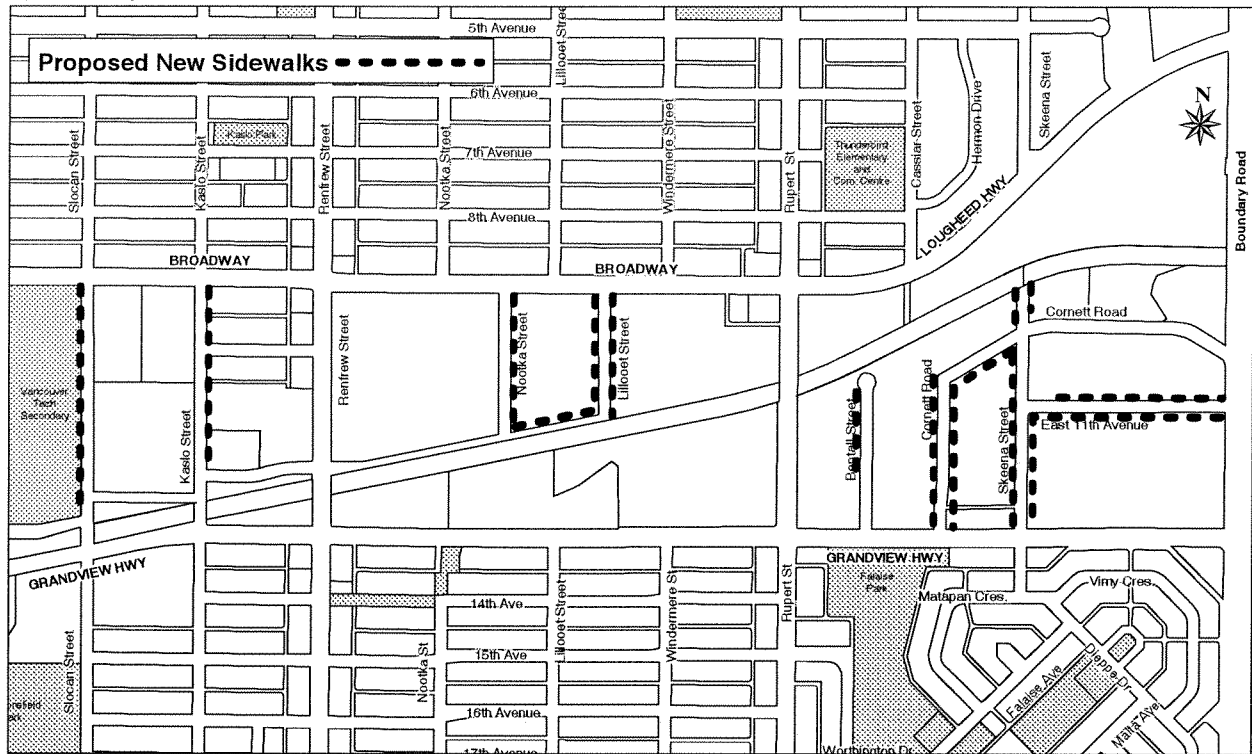 5th Avenue
Lillooet Street
Proposed New Sidewalks
6th Avenue
Skeena Street
N
Kaslo Park
Slocan Street
Kaslo Street
Renfrew Street
Nootka Street
7th Avenue
Windermere Street
Rupert St
Thunderbird
Elementary
and
Com. Centre
Cassiar Street
Hermon Drive
Boundary Road
8th Avenue
LOUGHEED HWY
BROADWAY
BROADWAY
Cornett Road
Renfrew Street
Nootka Street
Lillooet Street
Vancouver
Tech
Secondary
Kaslo Street
Bentall Street
Cornett Road
Skeena Street
East 11th Avenue
GRANDVIEW HWY
GRANDVIEW HWY
Falaise
Park
Matapan Cres.
Vimy Cres.
14th Ave
Lillooet Street
Windermere St
Rupert St
15th Ave
Slocan Street
Nootka St
Dieppe Dr
Falaise Ave
Malta Ave
16th Avenue
17th Avenue
Worthington Dr